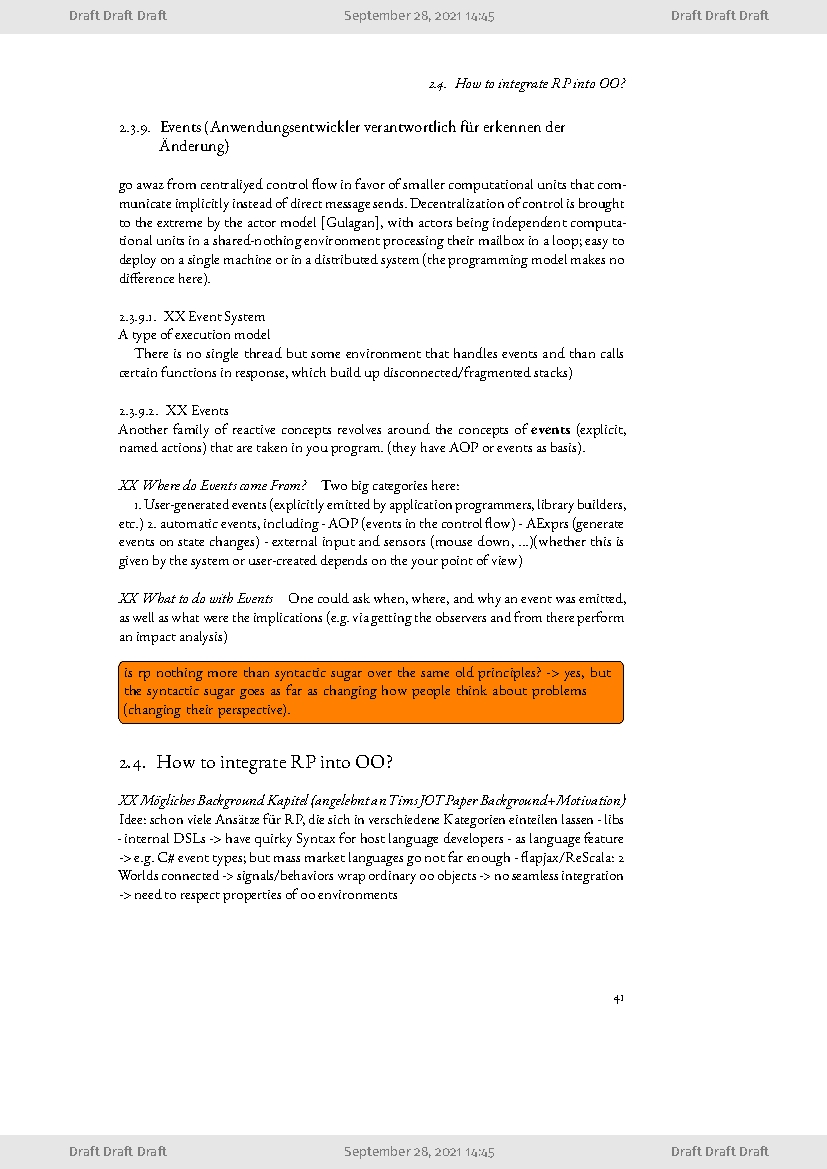 Draft Draft Draft September 28, 2021 14:45 Draft Draft Draft
2.4. How to integrate RP into OO?
2.3.9. Events (Anwendungsentwickler verantwortlich für erkennen der
Änderung)
go awaz from centraliyed control flow in favor of smaller computational units that com-
municate implicitly instead of direct message sends. Decentralization of control is brought
to the extreme by the actor model [Gulagan], with actors being independent computa-
tional units in a shared-nothing environment processing their mailbox in a loop; easy to
deploy on a single machine or in a distributed system (the programming model makes no
difference here).
2.3.9.1. XX Event System
A type of execution model
There is no single thread but some environment that handles events and than calls
certain functions in response, which build up disconnected/fragmented stacks)
2.3.9.2. XX Events
Another family of reactive concepts revolves around the concepts of events (explicit,
named actions) that are taken in you program. (they have AOP or events as basis).
XX Where do Events come From? Two big categories here:
1. User-generated events (explicitly emitted by application programmers, library builders,
etc.) 2. automatic events, including - AOP (events in the control flow) - AExprs (generate
events on state changes) - external input and sensors (mouse down, ...)(whether this is
given by the system or user-created depends on the your point of view)
XX What to do with Events One could ask when, where, and why an event was emitted,
as well as what were the implications (e.g. via getting the observers and from there perform
an impact analysis)
is rp nothing more than syntactic sugar over the same old principles? -> yes, but
the syntactic sugar goes as far as changing how people think about problems
(changing their perspective).
2.4. How to integrate RP into OO?
XX Mögliches Background Kapitel (angelehnt an Tims JOT Paper Background+Motivation)
Idee: schon viele Ansätze für RP, die sich in verschiedene Kategorien einteilen lassen - libs
- internal DSLs -> have quirky Syntax for host language developers - as language feature
-> e.g. C# event types; but mass market languages go not far enough - flapjax/ReScala: 2
Worlds connected -> signals/behaviors wrap ordinary oo objects -> no seamless integration
-> need to respect properties of oo environments
41
Draft Draft Draft September 28, 2021 14:45 Draft Draft Draft